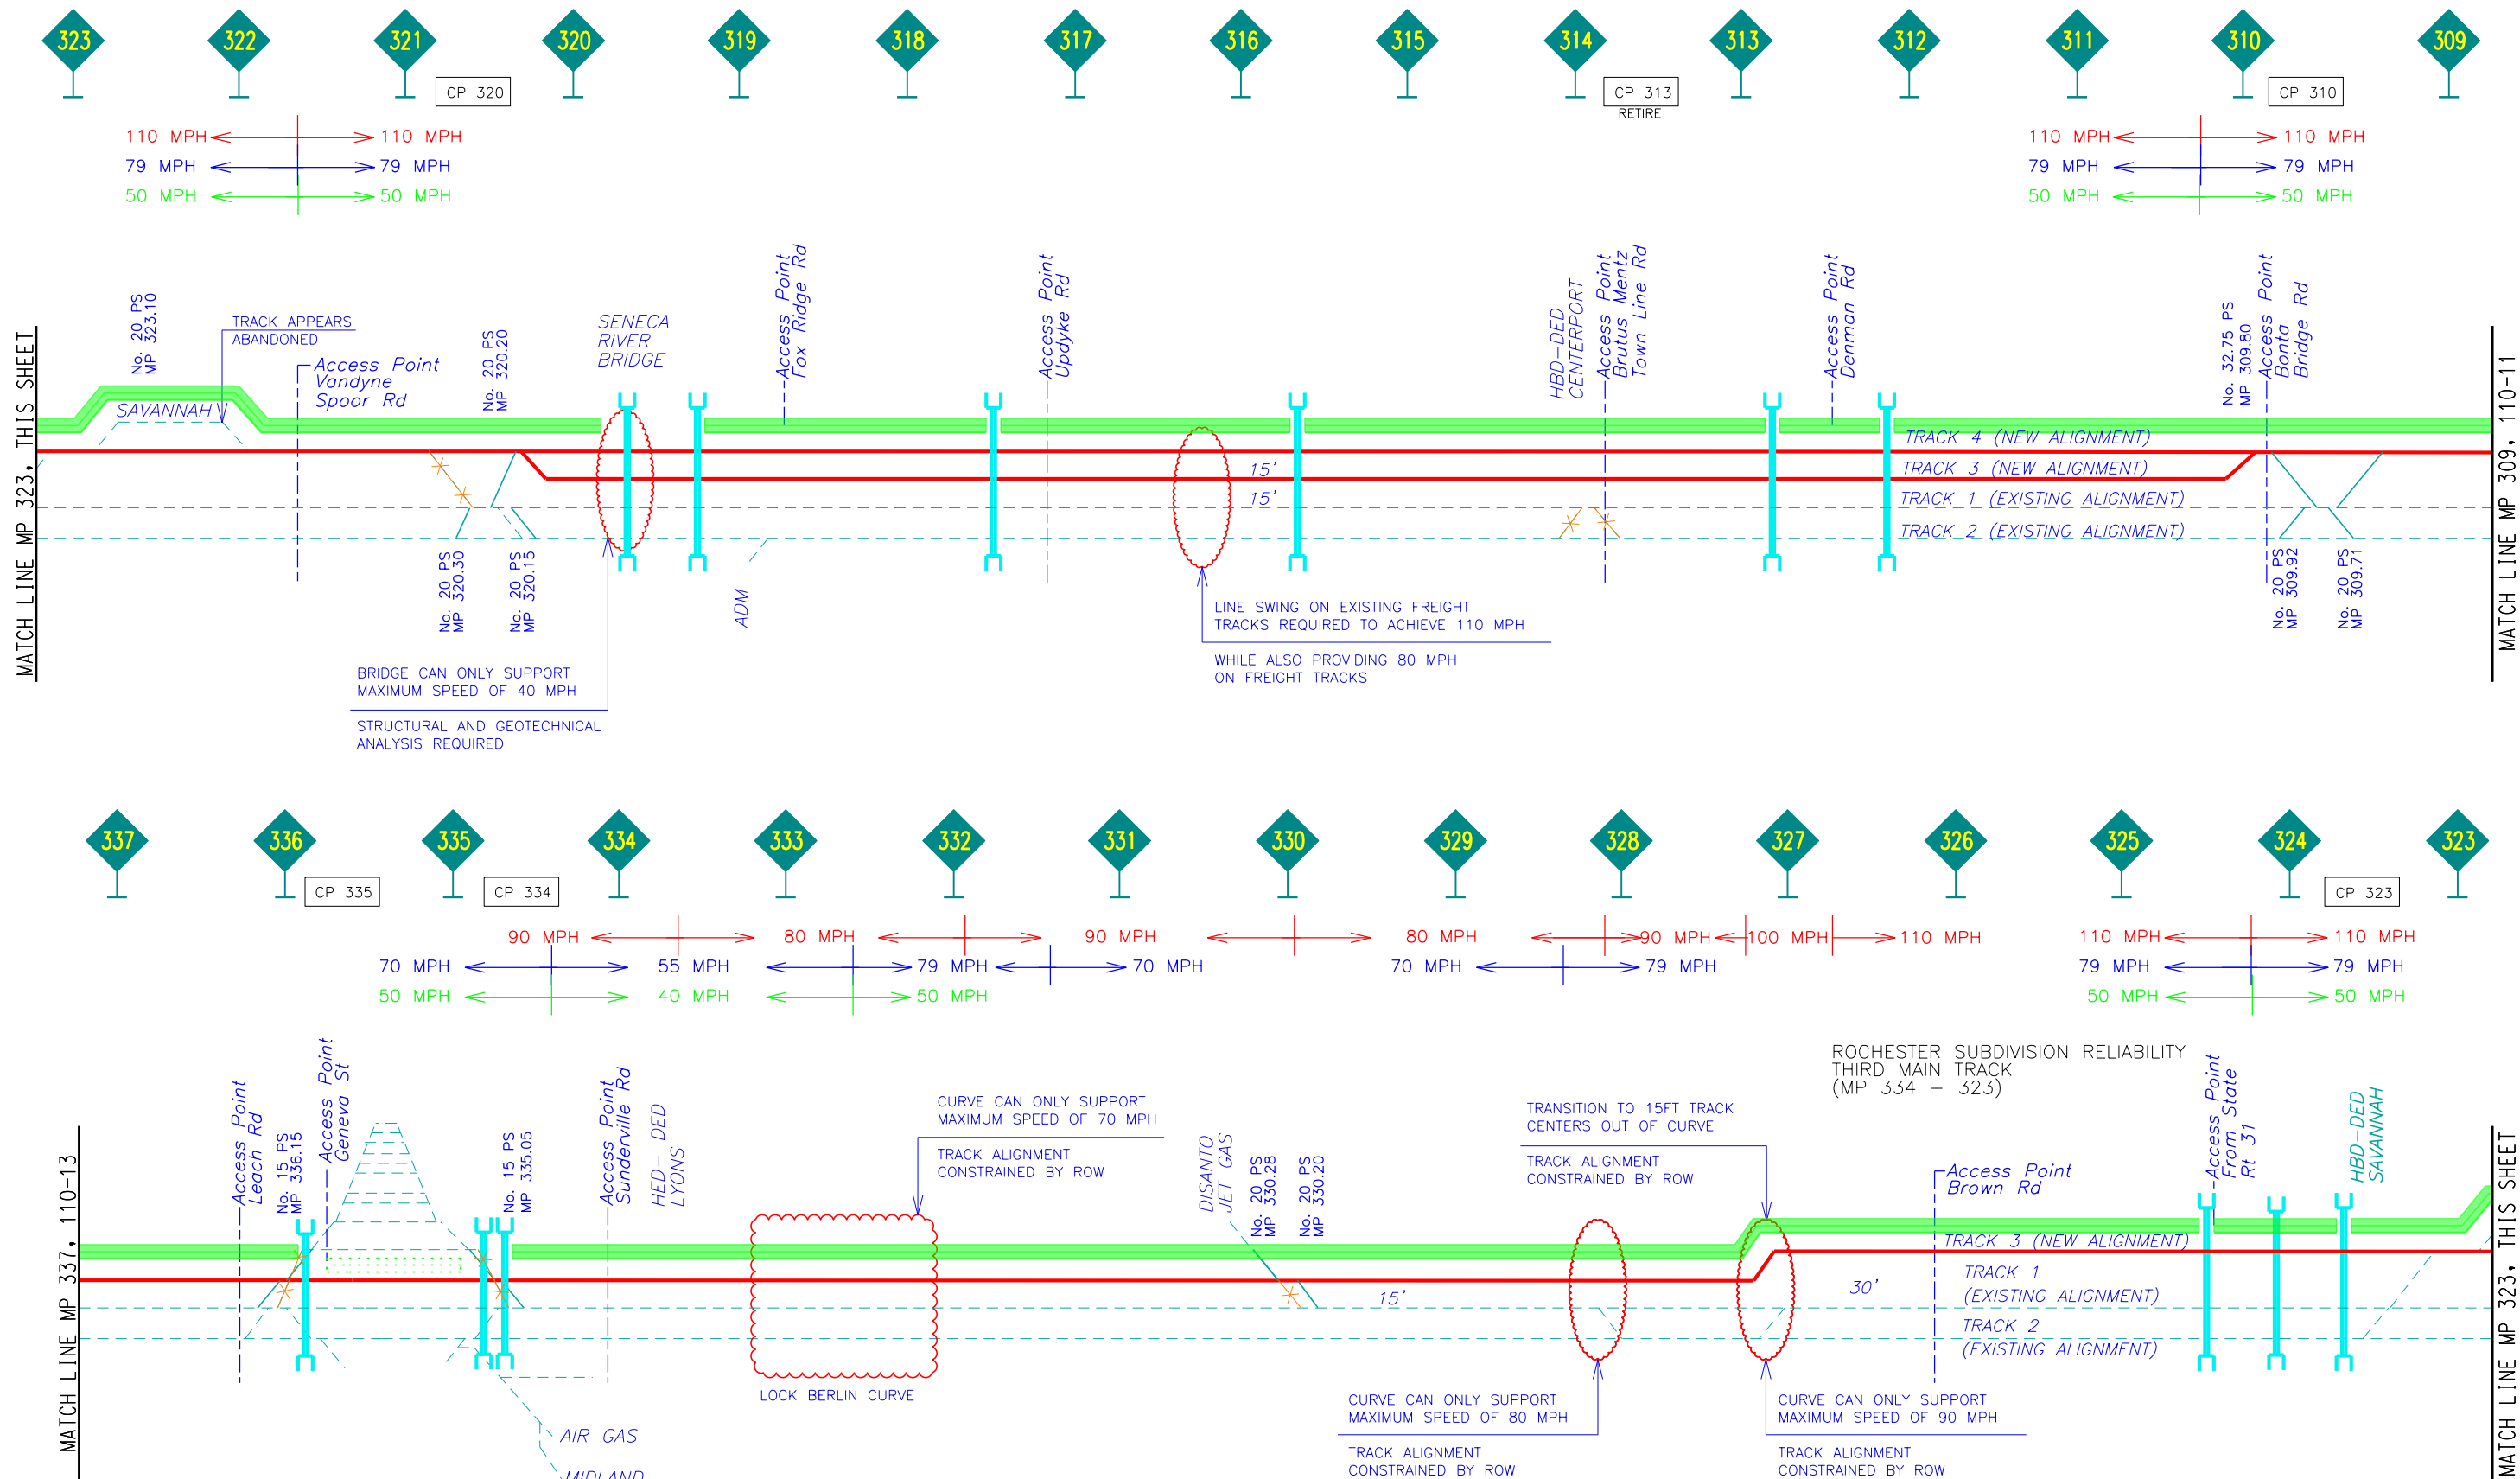 323
322
321
320
319
318
317
316
315
314
313
312
311
310
309
CP 320
CP 313
RETIRE
CP 310
110 MPH
110 MPH
79 MPH
79 MPH
50 MPH
50 MPH
110 MPH
110 MPH
79 MPH
79 MPH
50 MPH
50 MPH
MATCH LINE MP 323, THIS SHEET
No. 20 PS
MP 323.10
TRACK APPEARS
ABANDONED
SAVANNAH
Access Point
Vandyne
Spoor Rd
No. 20 PS
MP 320.20
SENECA
RIVER
BRIDGE
Access Point
Fox Ridge Rd
Access Point
Updyke Rd
HBD-DED
CENTERPORT
Access Point
Brutus Mentz
Town Line Rd
Access Point
Denman Rd
No. 32.75 PS
MP 309.80
Access Point
Bonta
Bridge Rd
MATCH LINE MP 309, 110-11
TRACK 4 (NEW ALIGNMENT)
15'
TRACK 3 (NEW ALIGNMENT)
15'
TRACK 1 (EXISTING ALIGNMENT)
TRACK 2 (EXISTING ALIGNMENT)
No. 20 PS
MP 320.30
No. 20 PS
MP 320.15
ADM
No. 20 PS
MP 309.92
No. 20 PS
MP 309.71
LINE SWING ON EXISTING FREIGHT
TRACKS REQUIRED TO ACHIEVE 110 MPH
WHILE ALSO PROVIDING 80 MPH
ON FREIGHT TRACKS
BRIDGE CAN ONLY SUPPORT
MAXIMUM SPEED OF 40 MPH
STRUCTURAL AND GEOTECHNICAL
ANALYSIS REQUIRED
337
336
335
334
333
332
331
330
329
328
327
326
325
324
323
CP 335
CP 334
CP 323
90 MPH
80 MPH
90 MPH
80 MPH
90 MPH
100 MPH
110 MPH
110 MPH
110 MPH
70 MPH
55 MPH
79 MPH
70 MPH
70 MPH
79 MPH
79 MPH
79 MPH
50 MPH
40 MPH
50 MPH
50 MPH
50 MPH
ROCHESTER SUBDIVISION RELIABILITY
THIRD MAIN TRACK
(MP 334 - 323)
MATCH LINE MP 337, 110-13
Access Point
Leach Rd
No. 15 PS
MP 336.15
Access Point
Geneva St
No. 15 PS
MP 335.05
Access Point
Sunderville Rd
HED- DED
LYONS
CURVE CAN ONLY SUPPORT
MAXIMUM SPEED OF 70 MPH
TRACK ALIGNMENT
CONSTRAINED BY ROW
DISANTO
JET GAS
No. 20 PS
MP 330.28
No. 20 PS
MP 330.20
TRANSITION TO 15FT TRACK
CENTERS OUT OF CURVE
TRACK ALIGNMENT
CONSTRAINED BY ROW
Access Point
Brown Rd
Access Point
From State
Rt 31
HBD-DED
SAVANNAH
MATCH LINE MP 323, THIS SHEET
TRACK 3 (NEW ALIGNMENT)
15'
30'
TRACK 1
(EXISTING ALIGNMENT)
TRACK 2
(EXISTING ALIGNMENT)
LOCK BERLIN CURVE
AIR GAS
MIDLAND
CURVE CAN ONLY SUPPORT
MAXIMUM SPEED OF 80 MPH
TRACK ALIGNMENT
CONSTRAINED BY ROW
CURVE CAN ONLY SUPPORT
MAXIMUM SPEED OF 90 MPH
TRACK ALIGNMENT
CONSTRAINED BY ROW